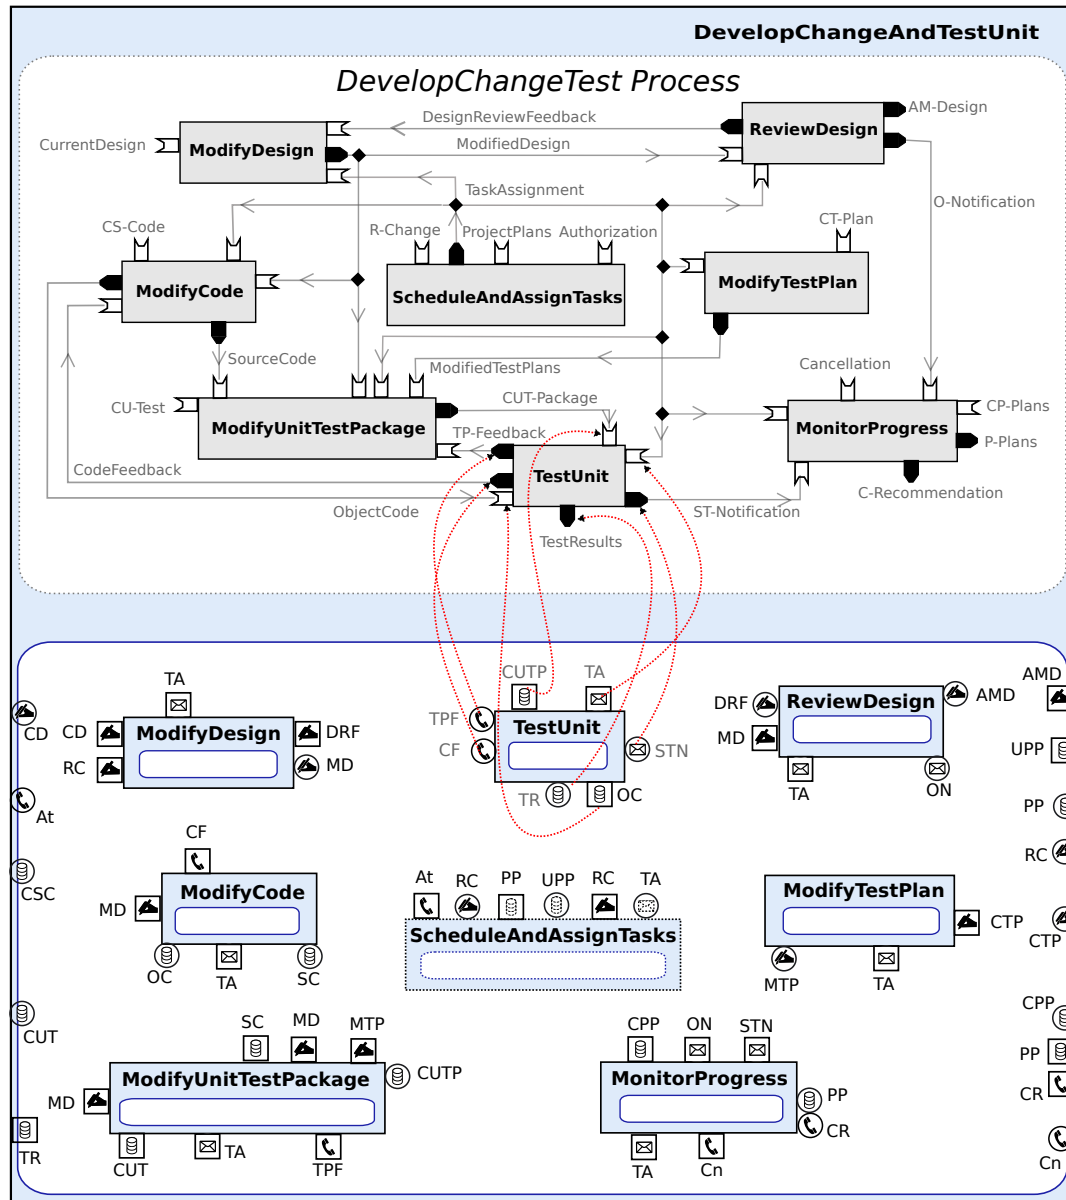 DevelopChangeAndTestUnit
DevelopChangeTest Process
DesignReviewFeedback
AM-Design
CurrentDesign
ModifyDesign
ModifiedDesign
ReviewDesign
TaskAssignment
O-Notification
CS-Code
R-Change
ProjectPlans
Authorization
CT-Plan
ModifyCode
ScheduleAndAssignTasks
ModifyTestPlan
SourceCode
ModifiedTestPlans
Cancellation
CU-Test
CUT-Package
CP-Plans
ModifyUnitTestPackage
TP-Feedback
MonitorProgress
P-Plans
CodeFeedback
TestUnit
C-Recommendation
ObjectCode
ST-Notification
TestResults
TA
CUTP
TA
AMD
CD
CD
DRF
TPF
DRF
AMD
ModifyDesign
TestUnit
ReviewDesign
RC
MD
CF
STN
MD
UPP
At
TR
OC
TA
ON
PP
CF
RC
CSC
At
RC
PP
UPP
RC
TA
ModifyCode
ModifyTestPlan
MD
ScheduleAndAssignTasks
CTP
CTP
OC
TA
SC
MTP
TA
CUT
SC
MD
MTP
CPP
ON
STN
CPP
ModifyUnitTestPackage
CUTP
MonitorProgress
PP
MD
PP
CR
CR
TR
CUT
TA
TPF
TA
Cn
Cn